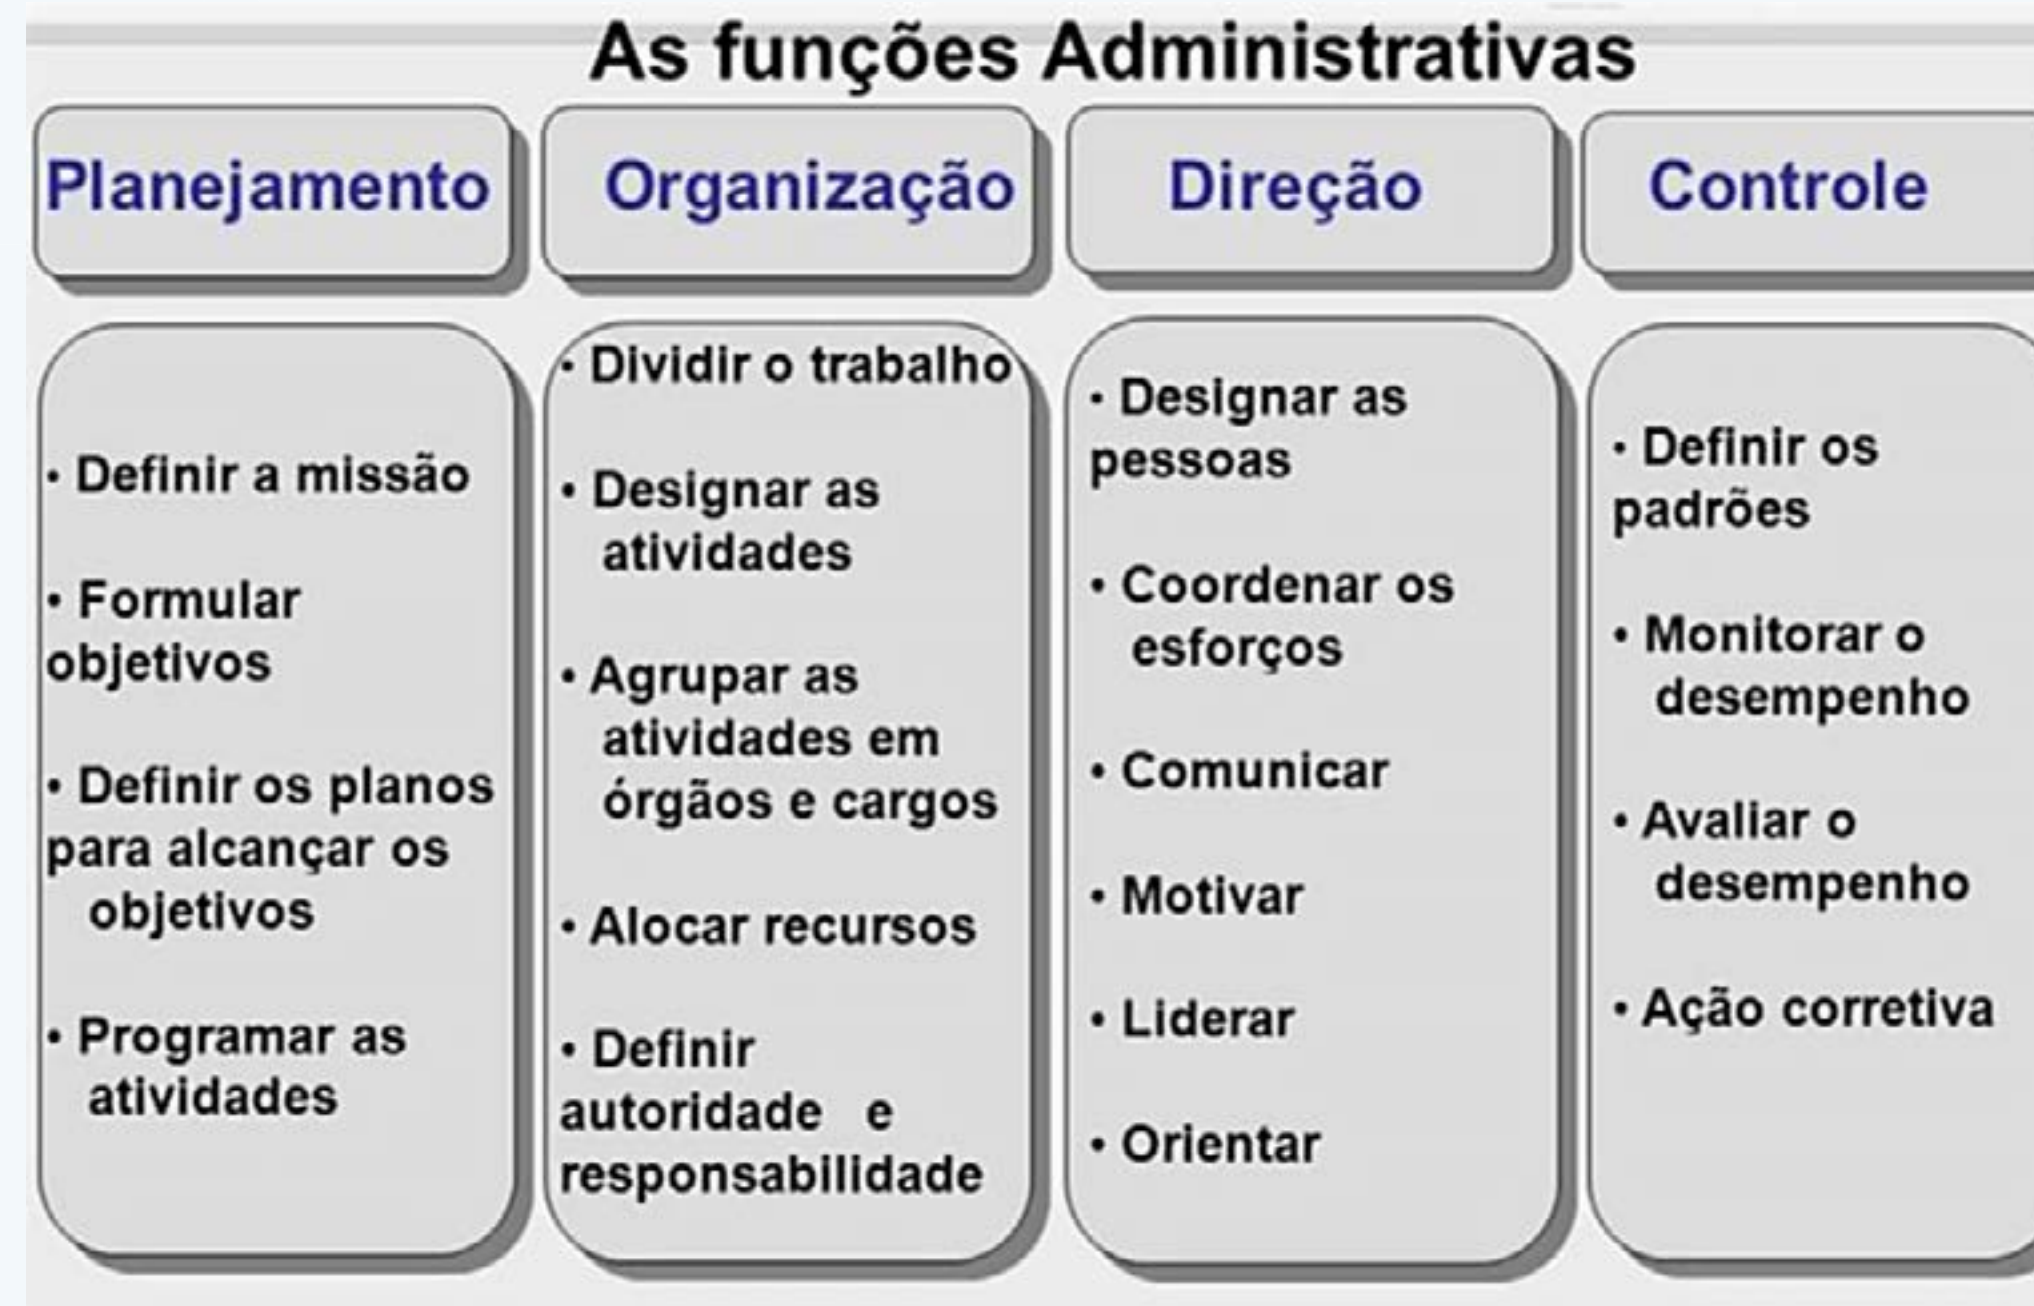 As funções Administrativas
Planejamento
Organização
Direção
Controle
• Definir a missão
• Formular
objetivos
• Definir os planos
para alcançar os
objetivos
• Programar as
atividades
• Dividir o trabalho
• Designar as
atividades
• Agrupar as
atividades em
órgãos e cargos
• Alocar recursos
• Definir
autoridade e
responsabilidade
• Designar as
pessoas
• Coordenar os
esforços
• Comunicar
• Motivar
• Liderar
• Orientar
• Definir os
padrões
• Monitorar o
desempenho
• Avaliar o
desempenho
• Ação corretiva